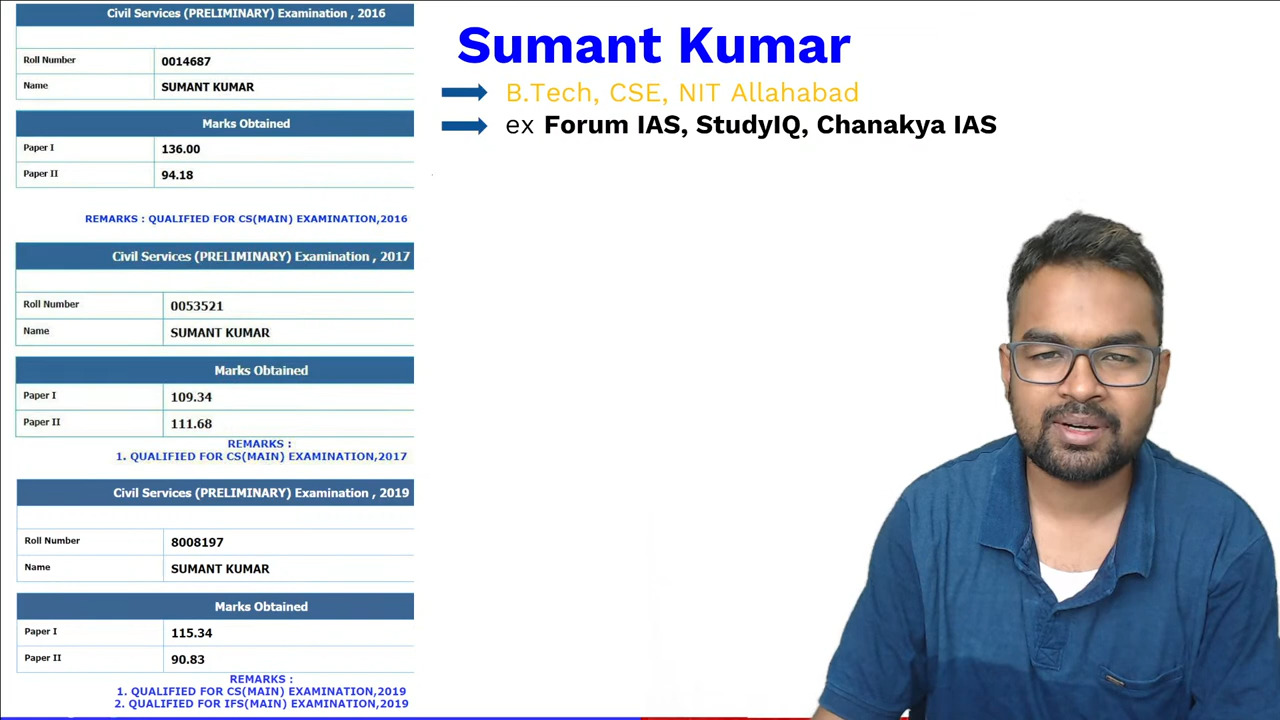 Civil Services (PRELIMINARY) Examination , 2016
Roll Number 0014687
Name SUMANT KUMAR
Marks Obtained
Paper I 136.00
Paper II 94.18
REMARKS : QUALIFIED FOR CS(MAIN) EXAMINATION,2016
Civil Services (PRELIMINARY) Examination , 2017
Roll Number 0053521
Name SUMANT KUMAR
Marks Obtained
Paper I 109.34
Paper II 111.68
REMARKS :
1. QUALIFIED FOR CS(MAIN) EXAMINATION,2017
Civil Services (PRELIMINARY) Examination , 2019
Roll Number 8008197
Name SUMANT KUMAR
Marks Obtained
Paper I 115.34
Paper II 90.83
REMARKS :
1. QUALIFIED FOR CS(MAIN) EXAMINATION,2019
2. QUALIFIED FOR IFS(MAIN) EXAMINATION,2019
Sumant Kumar
B.Tech, CSE, NIT Allahabad
ex Forum IAS, StudyIQ, Chanakya IAS